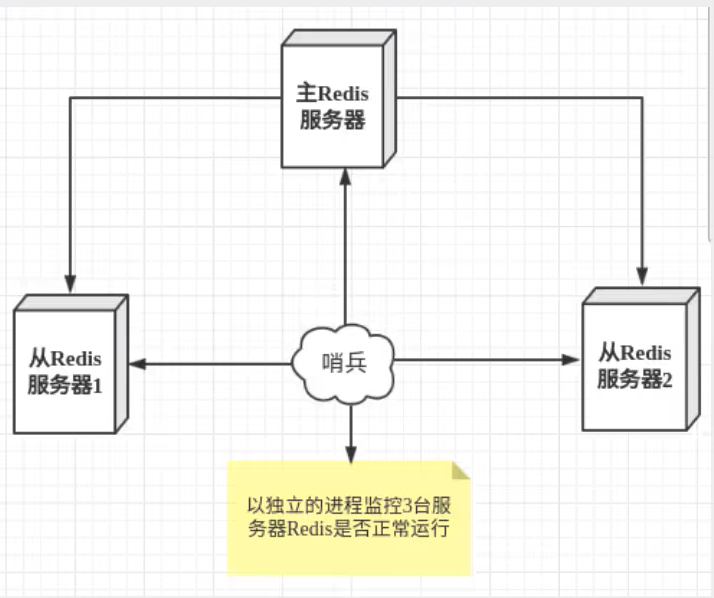 主Redis
服务器
从Redis
服务器1
哨兵
从Redis
服务器2
以独立的进程监控3台服
务器Redis是否正常运行